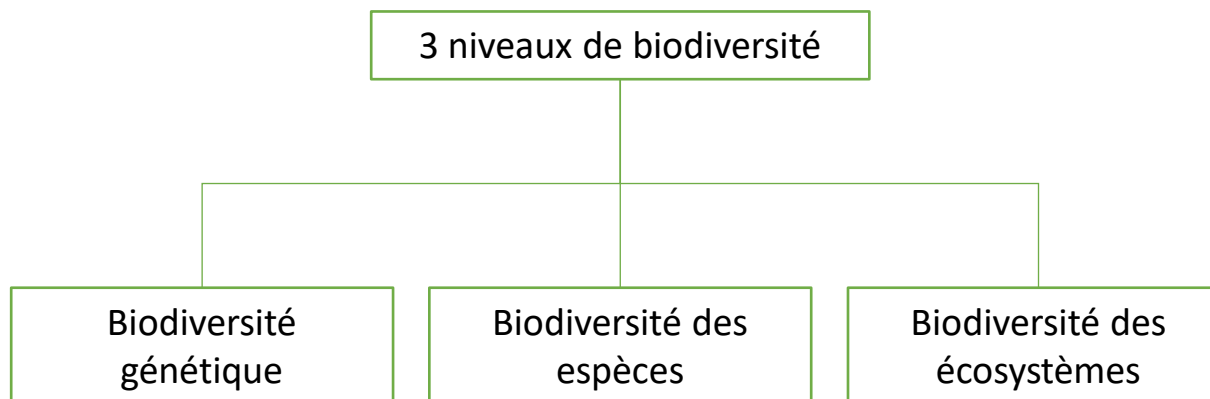 3 niveaux de biodiversité
Biodiversité
génétique
Biodiversité des
espèces
Biodiversité des
écosystèmes